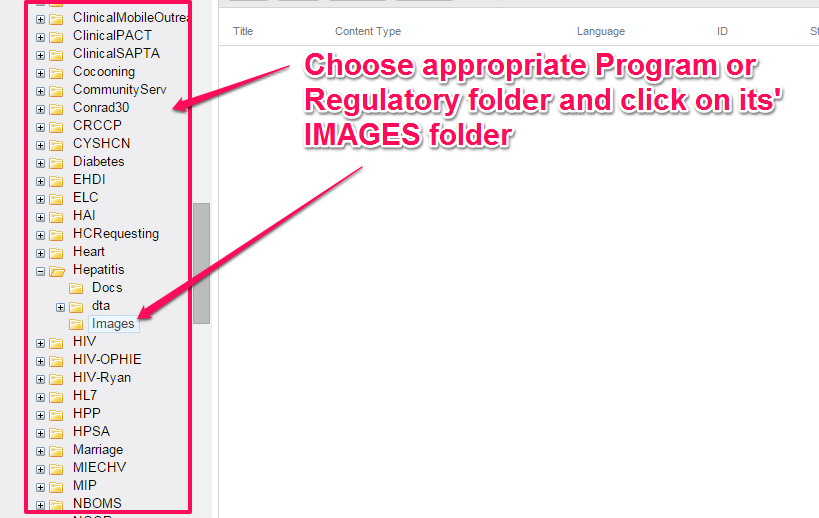 ClinicalMobileOutrea
ClinicalPACT
ClinicalSAPTA
Cocooning
CommunityServ
Conrad30
CRCCP
CYSHCN
Diabetes
EHDI
ELC
HAI
HCRequesting
Heart
Hepatitis
Docs
dta
Images
HIV
HIV-OPHIE
HIV-Ryan
HL7
HPP
HPSA
Marriage
MIECHV
MIP
NBOMS
Title Content Type Language ID St
Choose appropriate Program or
Regulatory folder and click on its'
IMAGES folder